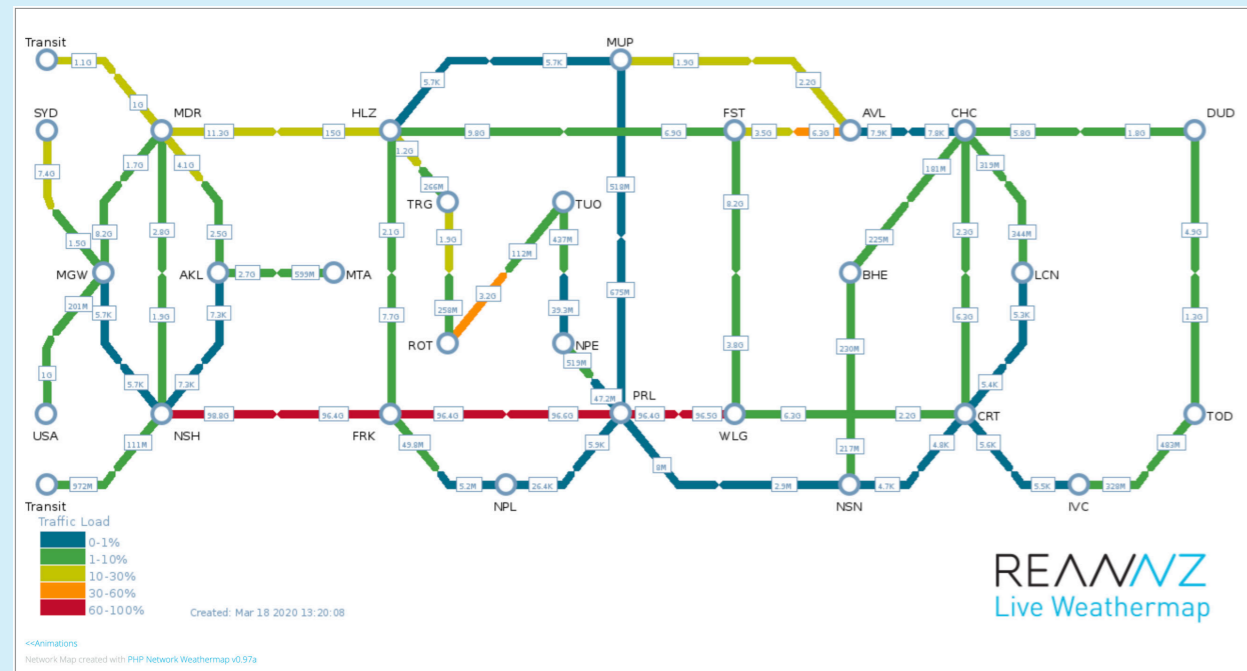 Transit
MUP
1.1G
5.7K
5.7K
1.9G
2.2G
1G
SYD
MDR
HLZ
FST
AVL
CHC
DUD
11.3G
15G
9.8G
6.9G
3.5G
6.3G
7.9K
7.8K
5.8G
1.8G
1.2G
7.4G
1.7G
4.1G
266M
518M
181M
319M
TRG
TUO
8.2G
1.5G
8.2G
2.8G
2.5G
2.1G
1.9G
112M
437M
225M
2.3G
344M
4.9G
MGW
AKL
2.7G
599M
MTA
BHE
LCN
201M
5.7K
1.9G
7.3K
7.7G
258M
3.2G
39.3M
675M
3.8G
230M
6.3G
5.3K
1.3G
ROT
NPE
519M
1G
5.7K
7.3K
47.2M
5.4K
PRL
98.8G
96.4G
96.4G
96.6G
96.4G
96.5G
6.3G
2.2G
USA
NSH
FRK
WLG
CRT
TOD
111M
49.8M
5.9K
8M
217M
4.8K
5.6K
483M
972M
5.2M
26.4K
2.9M
4.7K
5.5K
328M
Transit
NPL
NSN
IVC
Traffic Load
0-1%
1-10%
10-30%
30-60%
60-100%
Created: Mar 18 2020 13:20:08
REANNZ
Live Weathermap
<<Animations
Network Map created with PHP Network Weathermap v0.97a